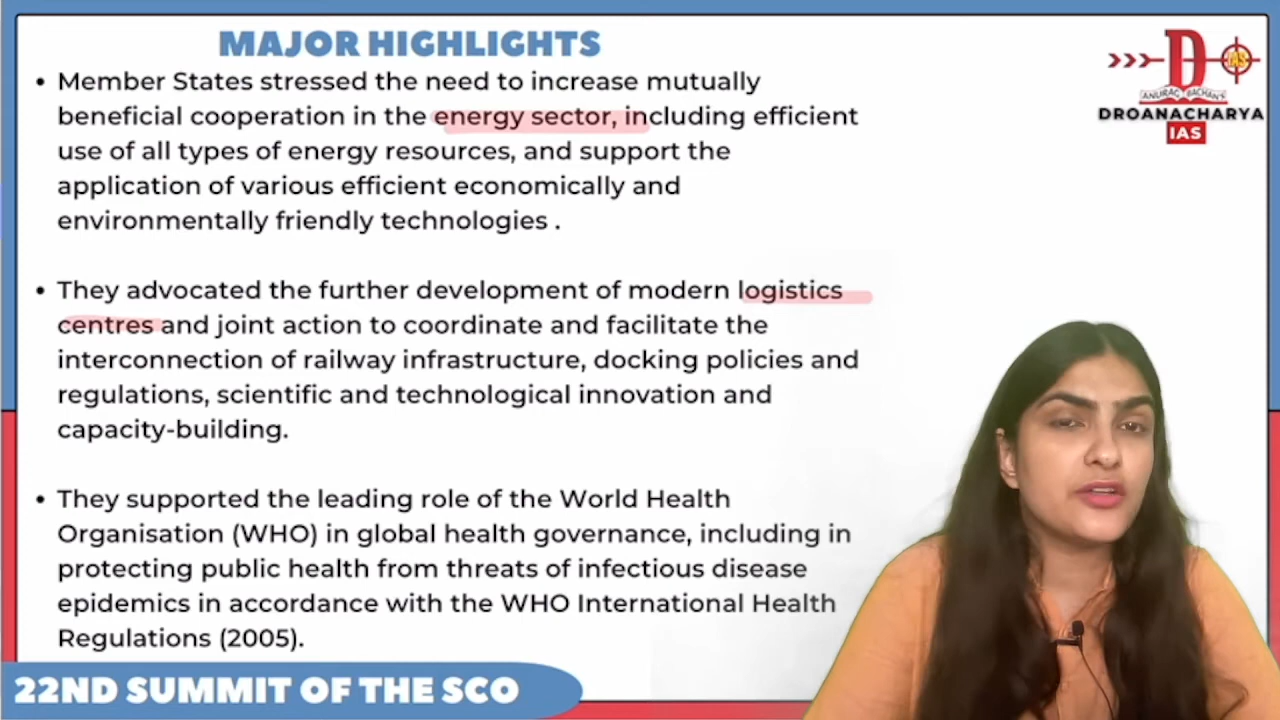 MAJOR HIGHLIGHTS
• Member States stressed the need to increase mutually
beneficial cooperation in the energy sector, including efficient
use of all types of energy resources, and support the
application of various efficient economically and
environmentally friendly technologies .
• They advocated the further development of modern logistics
centres and joint action to coordinate and facilitate the
interconnection of railway infrastructure, docking policies and
regulations, scientific and technological innovation and
capacity-building.
• They supported the leading role of the World Health
Organisation (WHO) in global health governance, including in
protecting public health from threats of infectious disease
epidemics in accordance with the WHO International Health
Regulations (2005).
22ND SUMMIT OF THE SCO
D
IAS
ANURAG BACHAN'S
DROANACHARYA
IAS